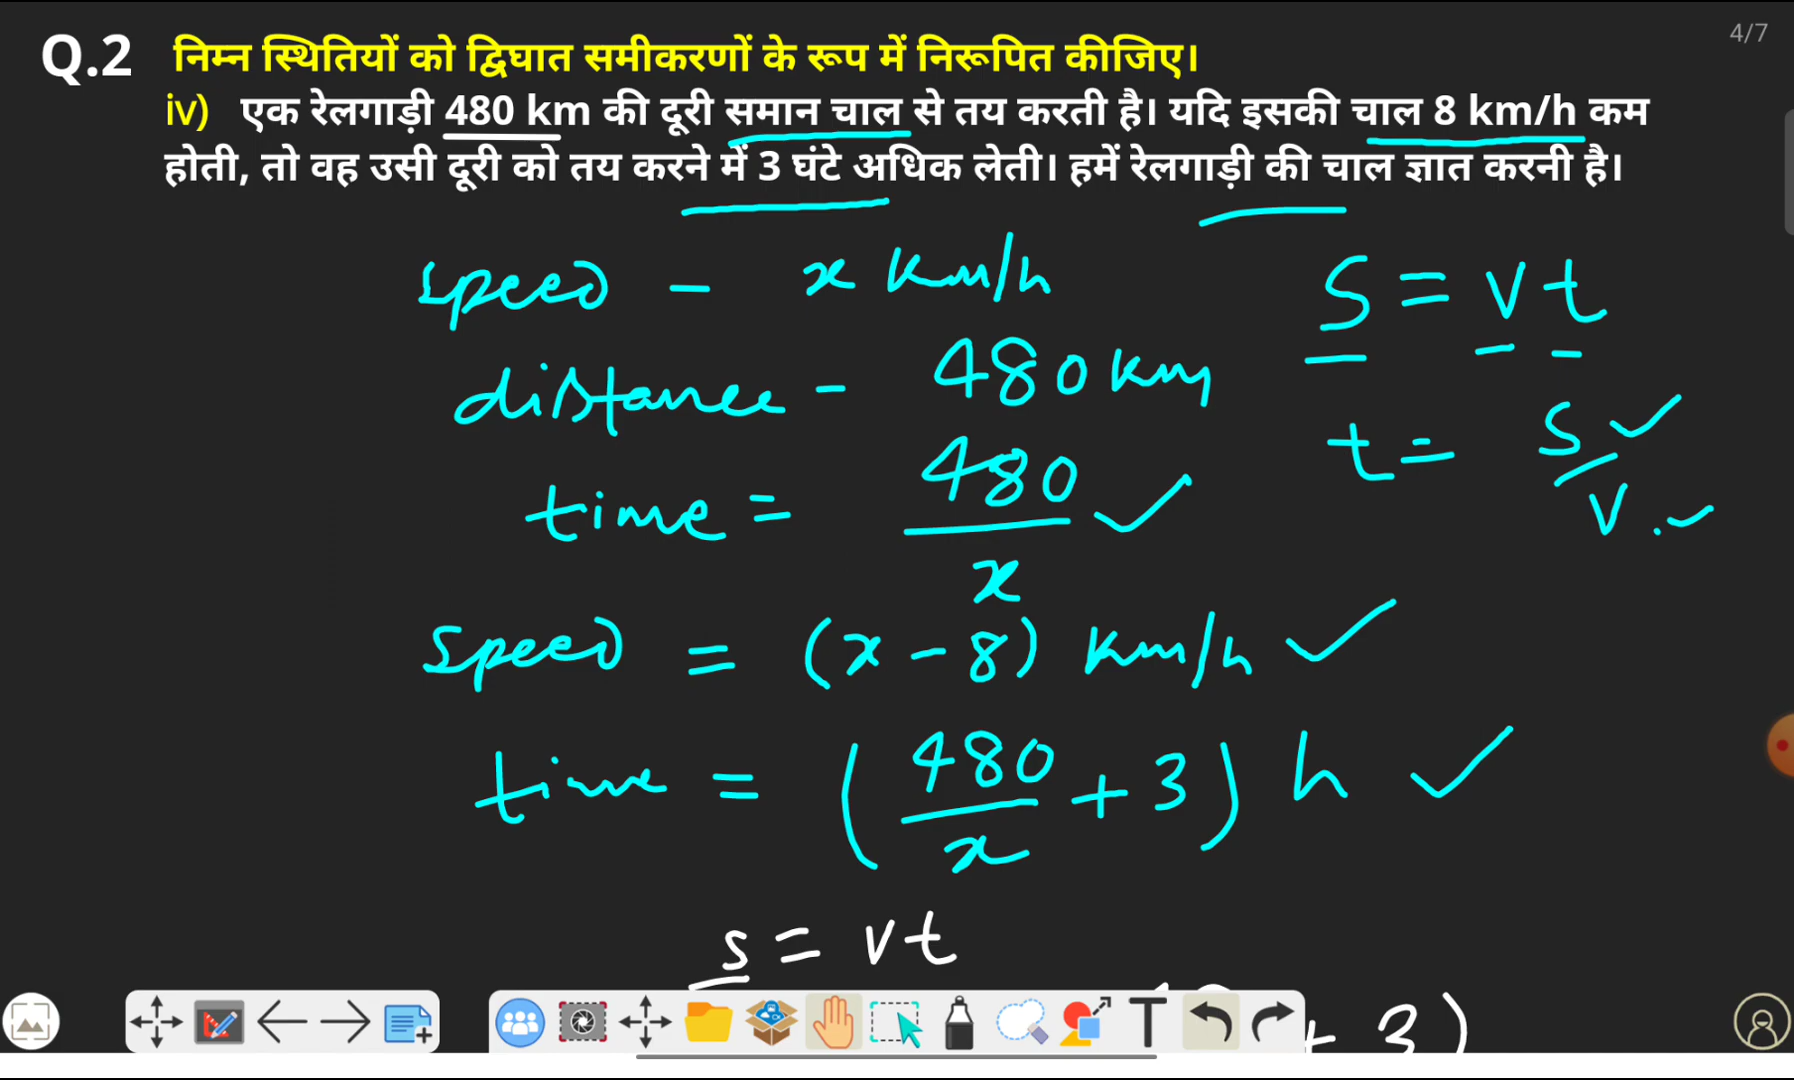 4/7
Q.2 निम्न स्थितियों को द्विघात समीकरणों के रूप में निरूपित कीजिए।
iv) एक रेलगाड़ी 480 km की दूरी समान चाल से तय करती है। यदि इसकी चाल 8 km/h कम
होती, तो वह उसी दूरी को तय करने में 3 घंटे अधिक लेती। हमें रेलगाड़ी की चाल ज्ञात करनी है।
speed - x km/h
S = vt
distance - 480 km
t = S/v
time = 480/x
speed = (x - 8) km/h
time = (480/x + 3) h
s = vt
+ 3)
T